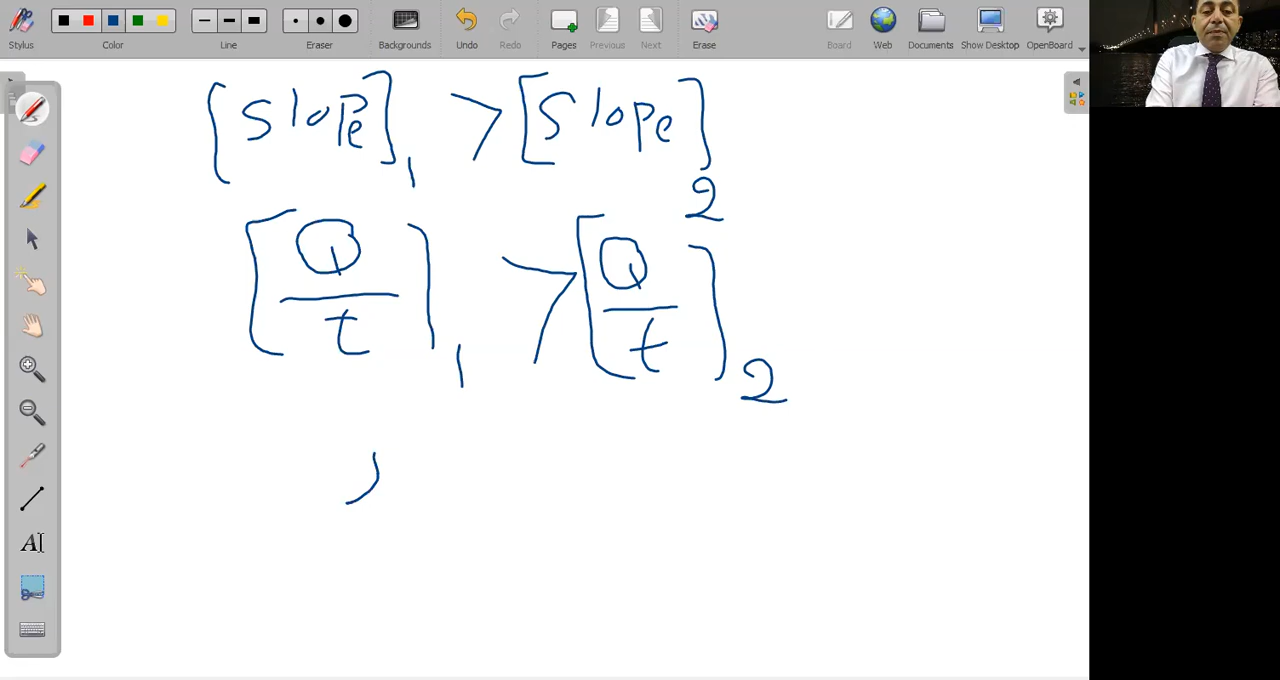 Stylus Color Line Eraser Backgrounds Undo Redo Pages Previous Next Erase Board Web Documents Show Desktop OpenBoard
[Slope]₁ > [Slope]₂
[Q/t]₁ > [Q/t]₂